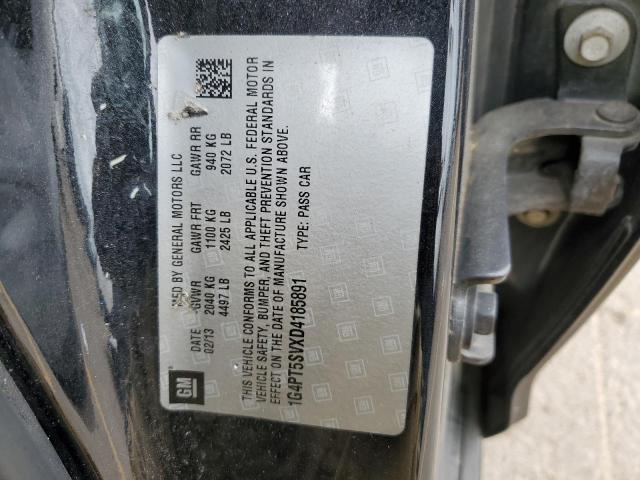 GM
MFD BY GENERAL MOTORS LLC
DATE GVWR GAWR FRT GAWR RR
02/13 2040 KG 1100 KG 940 KG
4497 LB 2425 LB 2072 LB
THIS VEHICLE CONFORMS TO ALL APPLICABLE U.S. FEDERAL MOTOR
VEHICLE SAFETY, BUMPER, AND THEFT PREVENTION STANDARDS IN
EFFECT ON THE DATE OF MANUFACTURE SHOWN ABOVE.
1G4PT5SVXD4185891 TYPE: PASS CAR